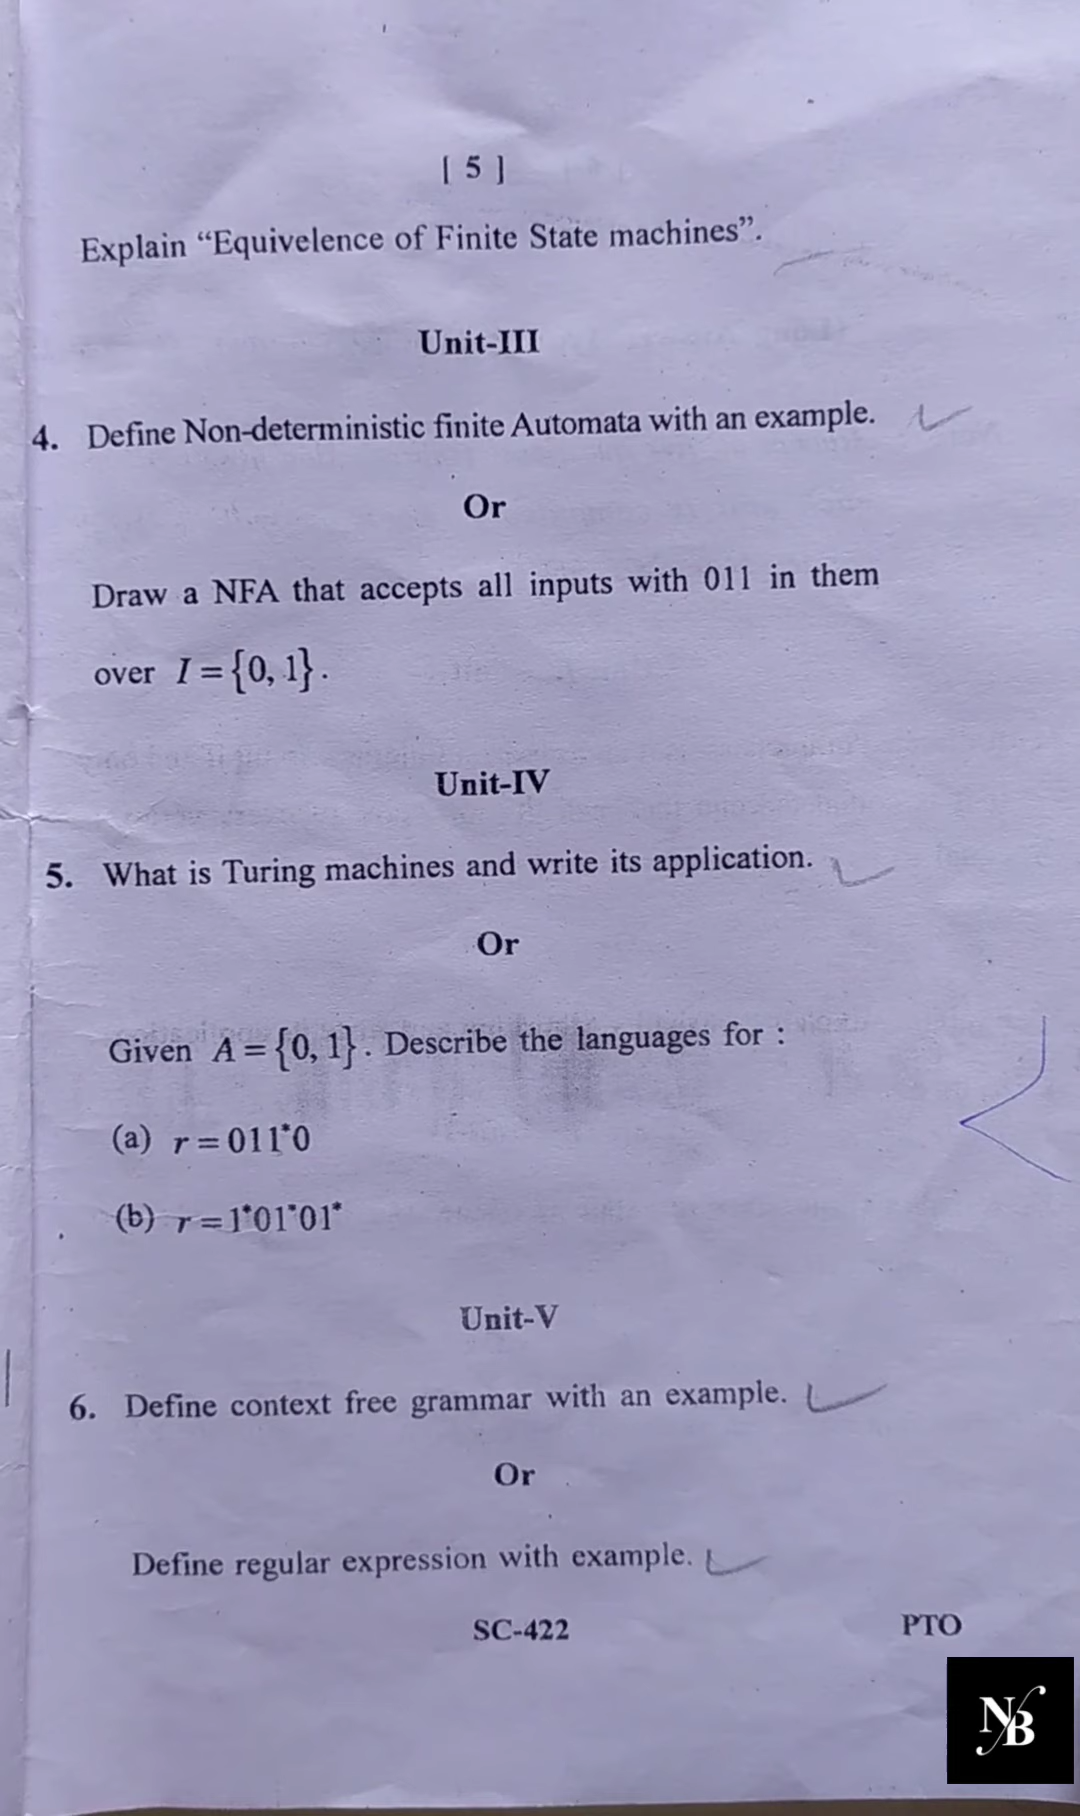 [ 5 ]
Explain “Equivelence of Finite State machines”.
Unit-III
4. Define Non-deterministic finite Automata with an example.
Or
Draw a NFA that accepts all inputs with 011 in them
over I = {0, 1}.
Unit-IV
5. What is Turing machines and write its application.
Or
Given A = {0, 1}. Describe the languages for :
(a) r = 011*0
(b) r = 1*01*01*
Unit-V
6. Define context free grammar with an example.
Or
Define regular expression with example.
SC-422 PTO
NB